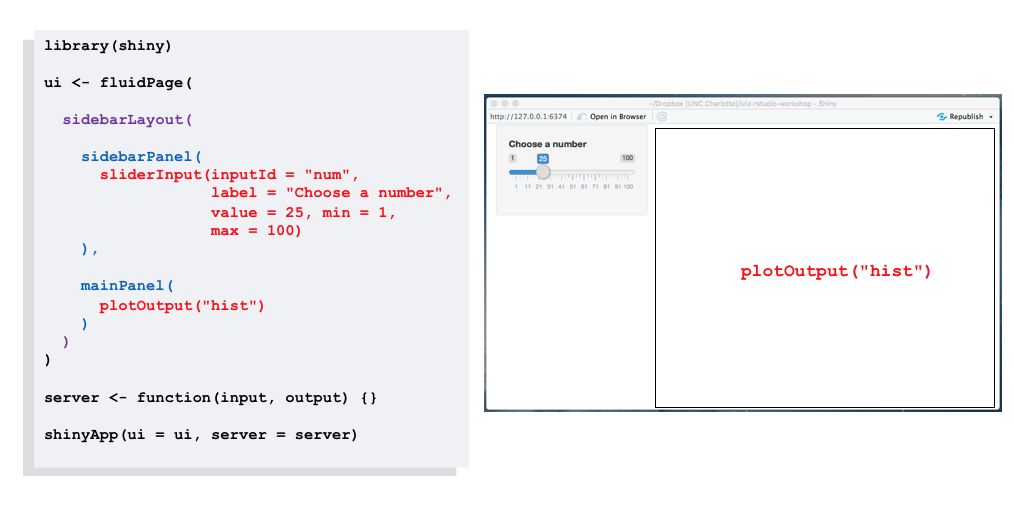 library(shiny)
ui <- fluidPage(
sidebarLayout(
sidebarPanel(
sliderInput(inputId = "num",
label = "Choose a number",
value = 25, min = 1,
max = 100)
),
mainPanel(
plotOutput("hist")
)
)
)
server <- function(input, output) {}
shinyApp(ui = ui, server = server)
~/Dropbox (UNC Charlotte)/iviz-rstudio-workshop - Shiny
http://127.0.0.1:6374 Open in Browser Republish
Choose a number
1 25 100
1 11 21 31 41 51 61 71 81 91 100
plotOutput("hist")